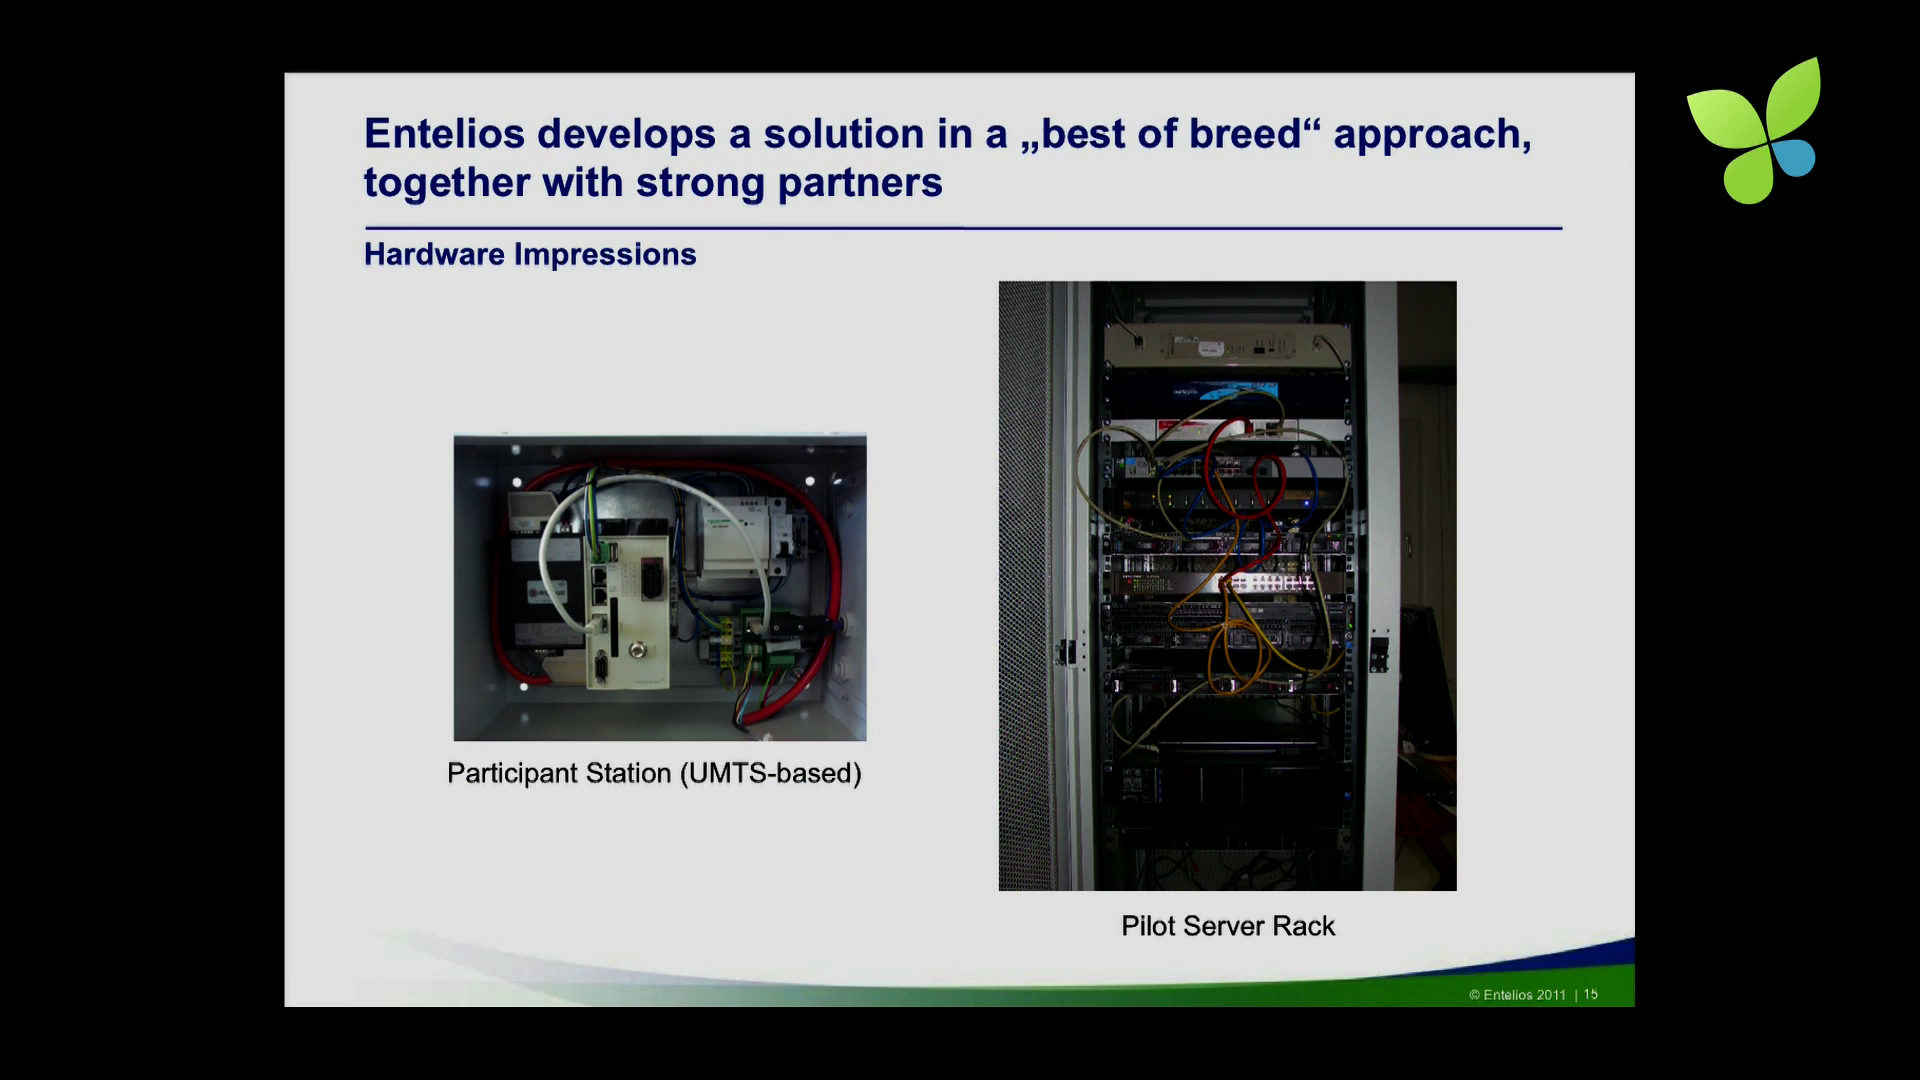 Entelios develops a solution in a „best of breed“ approach,
together with strong partners
Hardware Impressions
Participant Station (UMTS-based)
Pilot Server Rack
© Entelios 2011 | 15